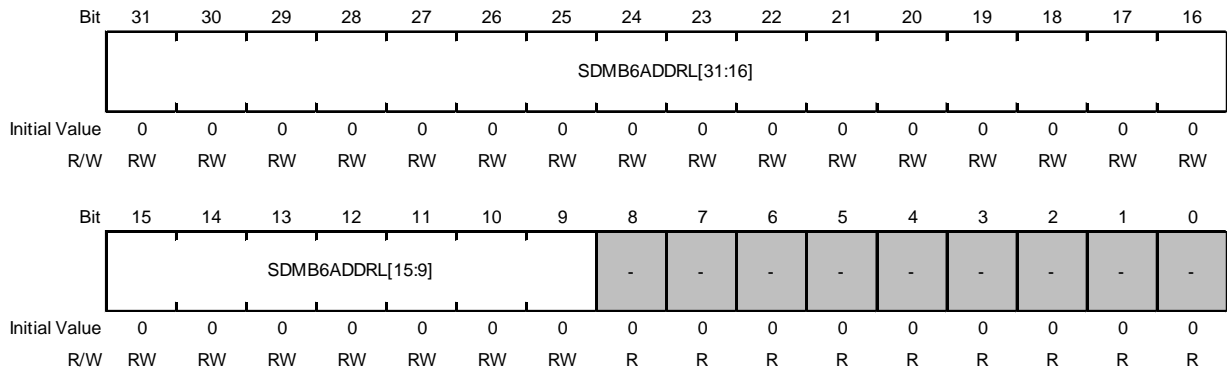 Bit 31 30 29 28 27 26 25 24 23 22 21 20 19 18 17 16
SDMB6ADDRL[31:16]
Initial Value 0 0 0 0 0 0 0 0 0 0 0 0 0 0 0 0
R/W RW RW RW RW RW RW RW RW RW RW RW RW RW RW RW RW
Bit 15 14 13 12 11 10 9 8 7 6 5 4 3 2 1 0
SDMB6ADDRL[15:9] - - - - - - - - -
Initial Value 0 0 0 0 0 0 0 0 0 0 0 0 0 0 0 0
R/W RW RW RW RW RW RW RW R R R R R R R R R